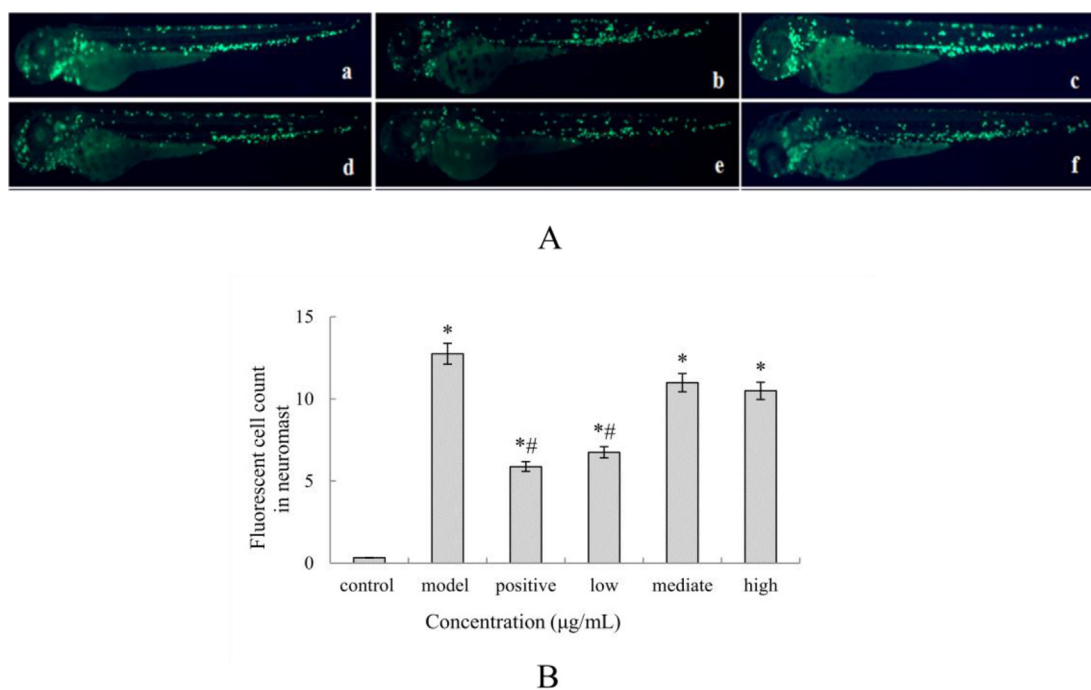 a b c
d e f
A
15
10
5
0
Fluorescent cell count
in neuromast
* *# *# * *
control model positive low mediate high
Concentration (μg/mL)
B